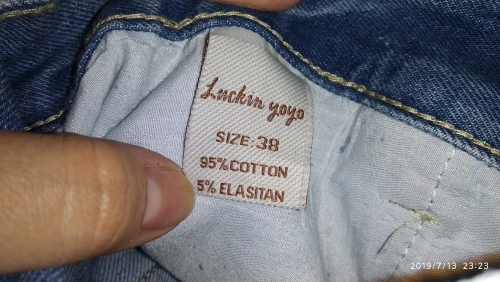 Luckin yoyo
SIZE:38
95%COTTON
5% ELASITAN
2019/7/13 23:23